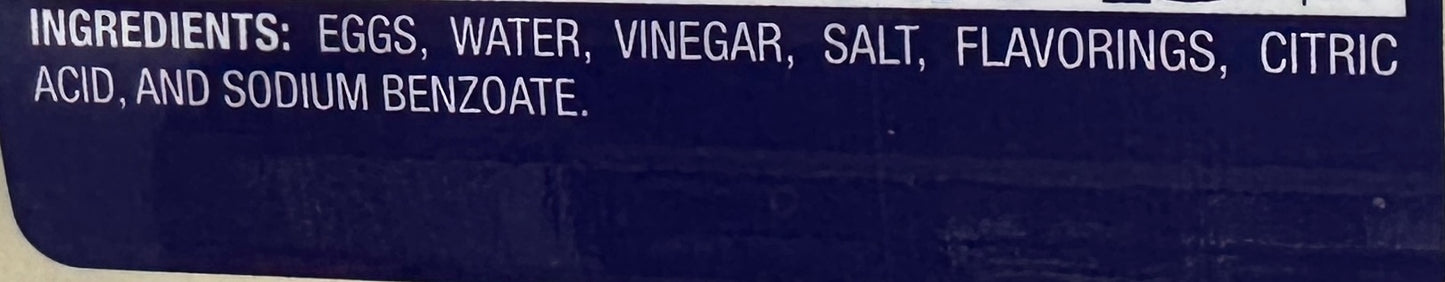 INGREDIENTS: EGGS, WATER, VINEGAR, SALT, FLAVORINGS, CITRIC
ACID, AND SODIUM BENZOATE.